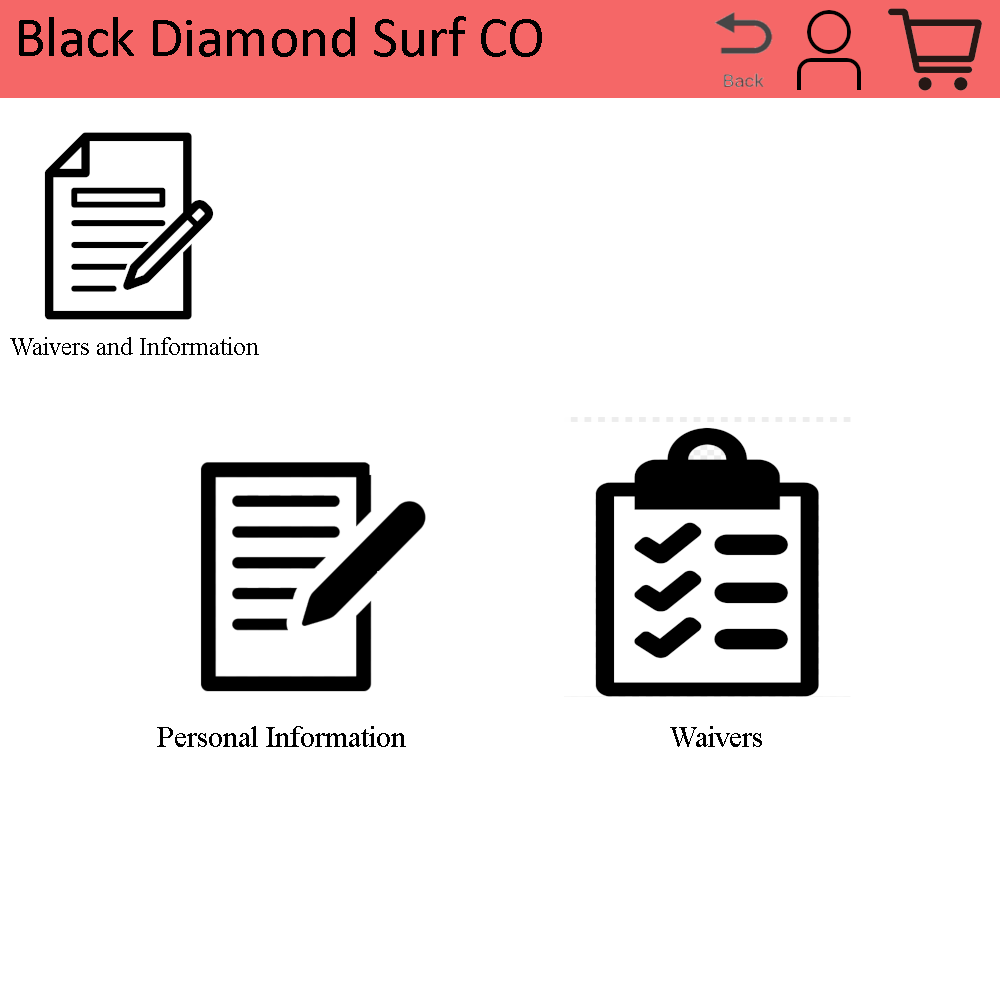 Black Diamond Surf CO
Back
Waivers and Information
Personal Information
Waivers